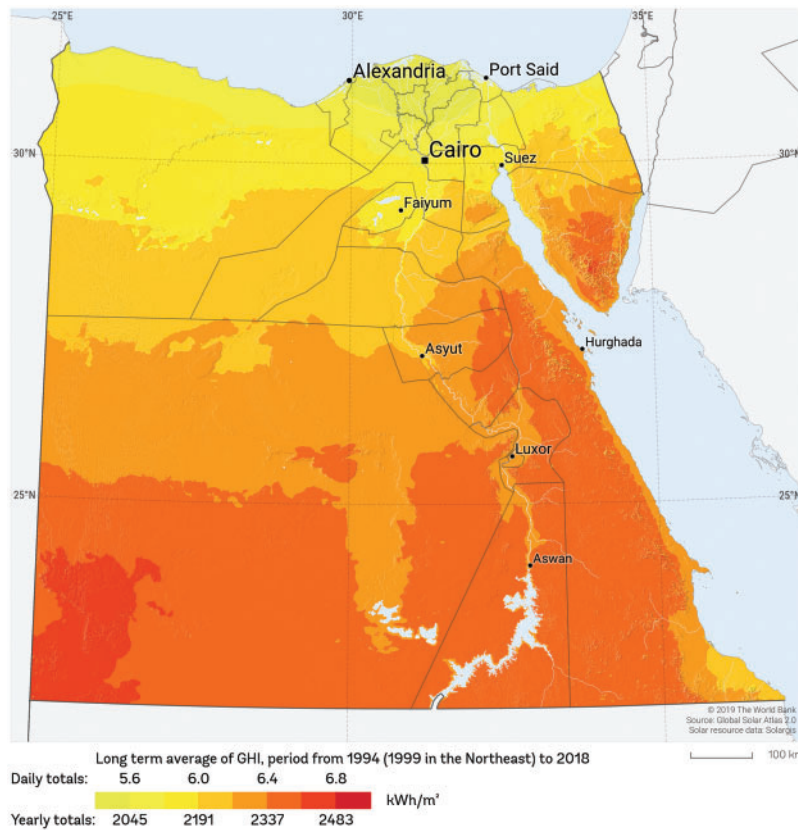 25°E 30°E 35°E
Alexandria
Port Said
30°N
Cairo
Suez
30°N
Faiyum
Asyut
Hurghada
Luxor
25°N
25°N
Aswan
© 2019 The World Bank
Source: Global Solar Atlas 2.0
Solar resource data: Solargis
Long term average of GHI, period from 1994 (1999 in the Northeast) to 2018
100 km
Daily totals: 5.6 6.0 6.4 6.8
kWh/m²
Yearly totals: 2045 2191 2337 2483